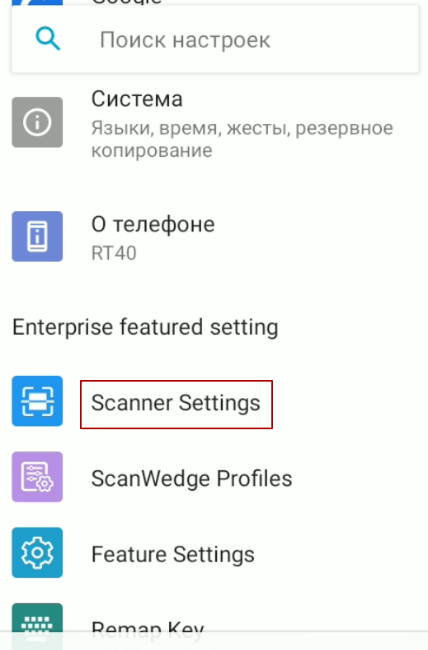 Google
Поиск настроек
Система
Языки, время, жесты, резервное
копирование
О телефоне
RT40
Enterprise featured setting
Scanner Settings
ScanWedge Profiles
Feature Settings
Remap Key